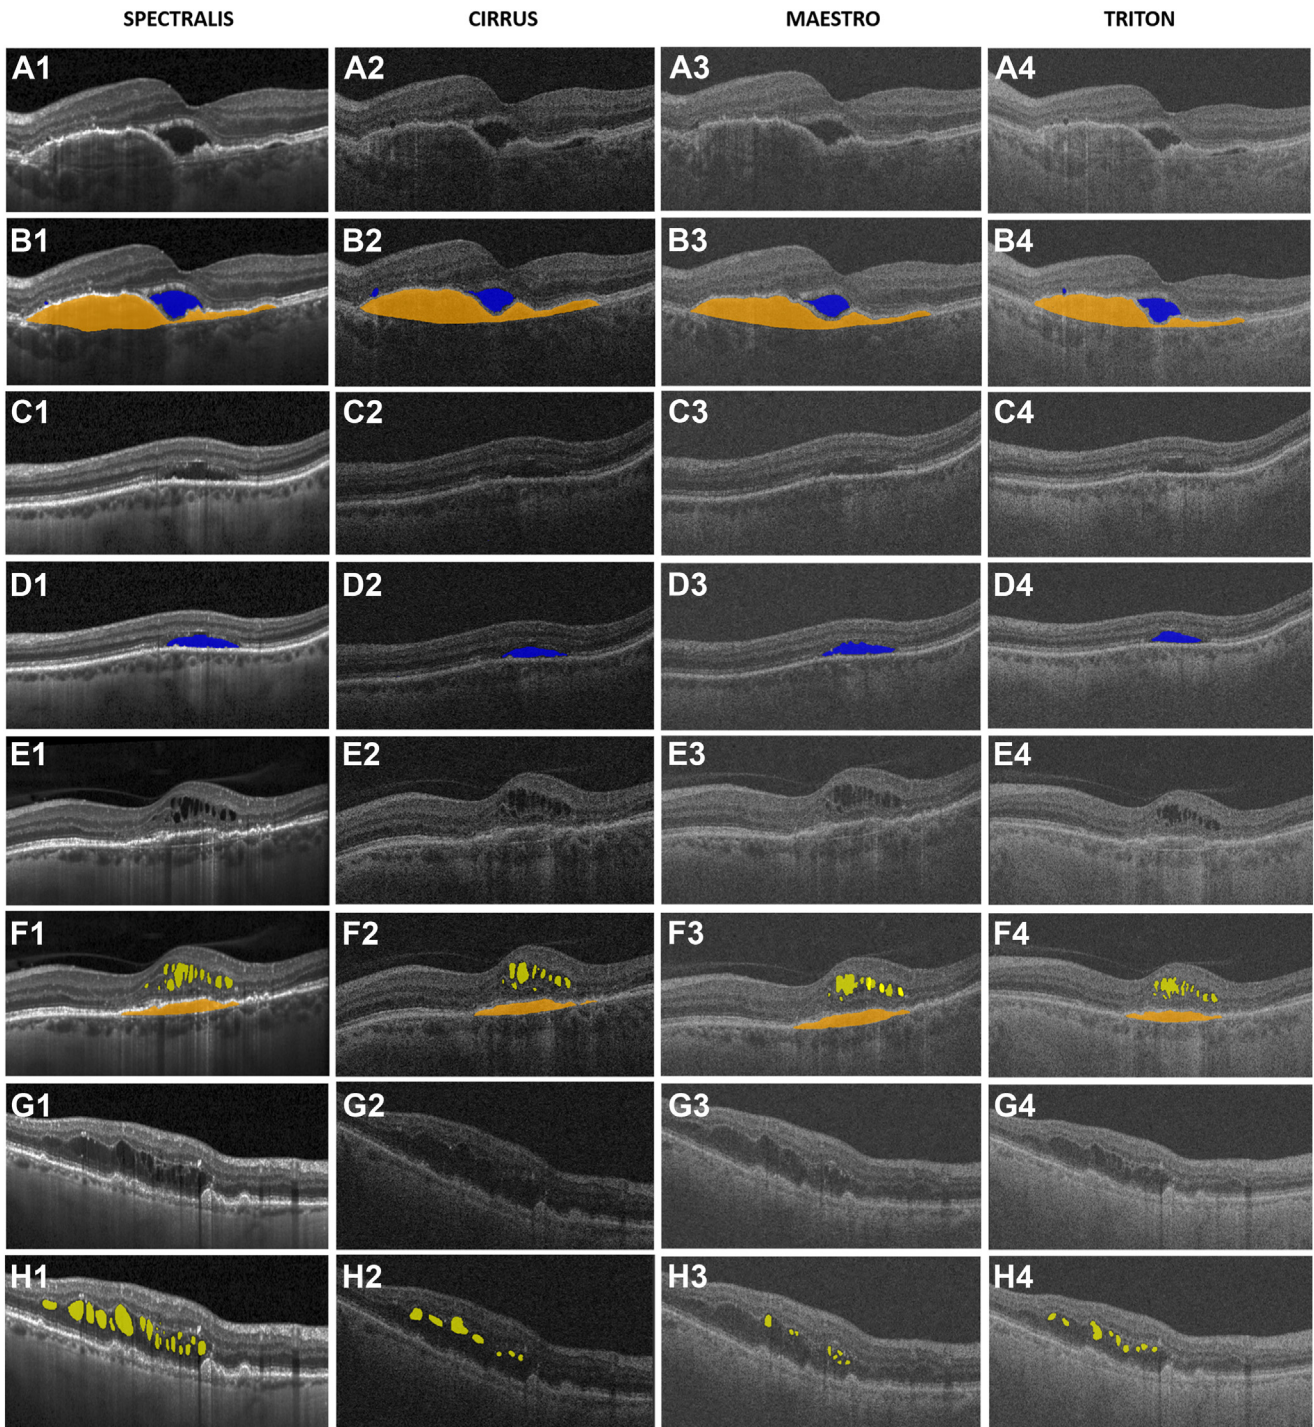 SPECTRALIS CIRRUS MAESTRO TRITON
A1 A2 A3 A4
B1 B2 B3 B4
C1 C2 C3 C4
D1 D2 D3 D4
E1 E2 E3 E4
F1 F2 F3 F4
G1 G2 G3 G4
H1 H2 H3 H4